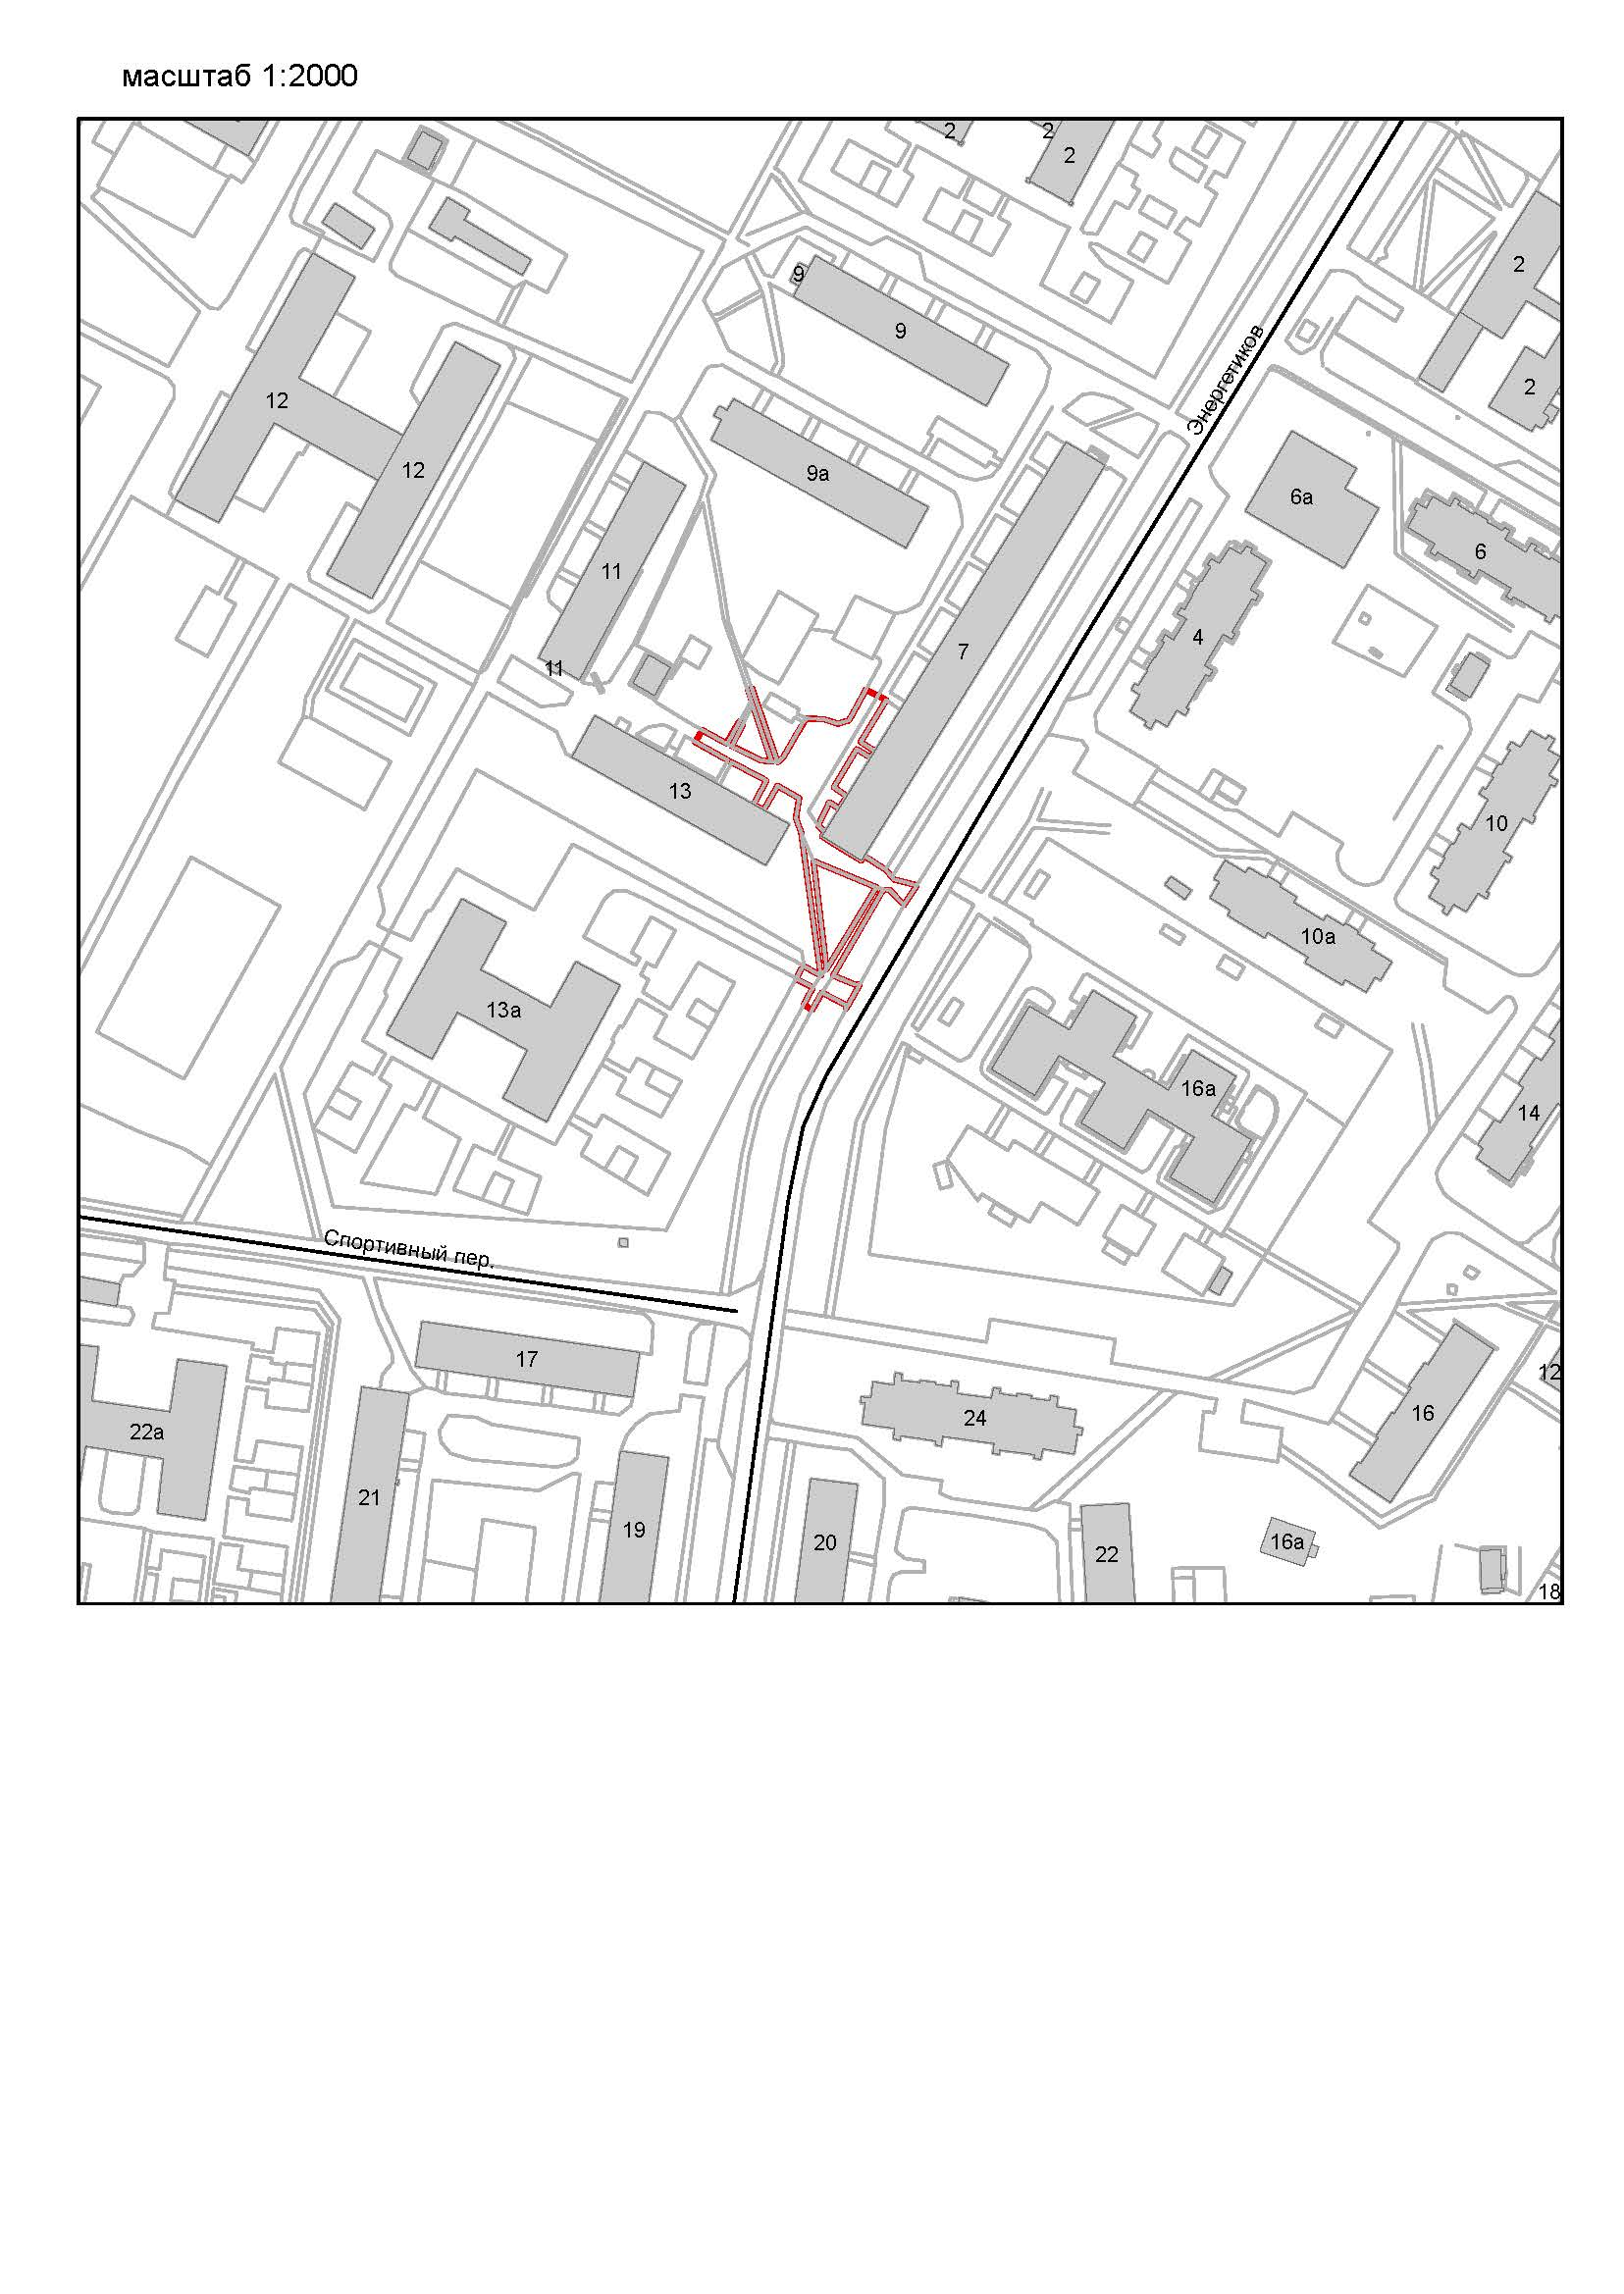 масштаб 1:2000
2
2
2
9
9
2
2
Энергетиков
12
12
9а
6а
6
11
11
7
4
13
10
10а
13а
16а
14
Спортивный пер.
17
12
22а
24
16
21
19
20
22
16а
18